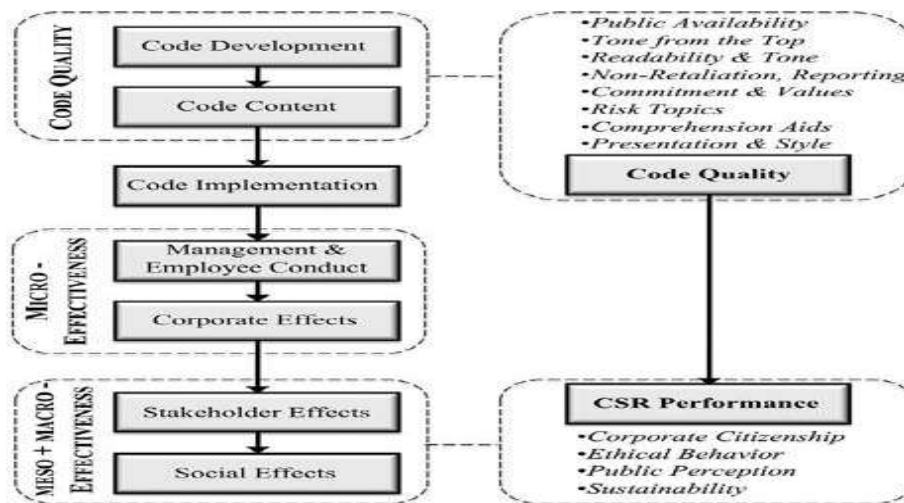 CODE QUALITY
Code Development
Code Content
Code Implementation
MICRO -
EFFECTIVENESS
Management &
Employee Conduct
Corporate Effects
MESO + MACRO -
EFFECTIVENESS
Stakeholder Effects
Social Effects
•Public Availability
•Tone from the Top
•Readability & Tone
•Non-Retaliation, Reporting
•Commitment & Values
•Risk Topics
•Comprehension Aids
•Presentation & Style
Code Quality
CSR Performance
•Corporate Citizenship
•Ethical Behavior
•Public Perception
•Sustainability